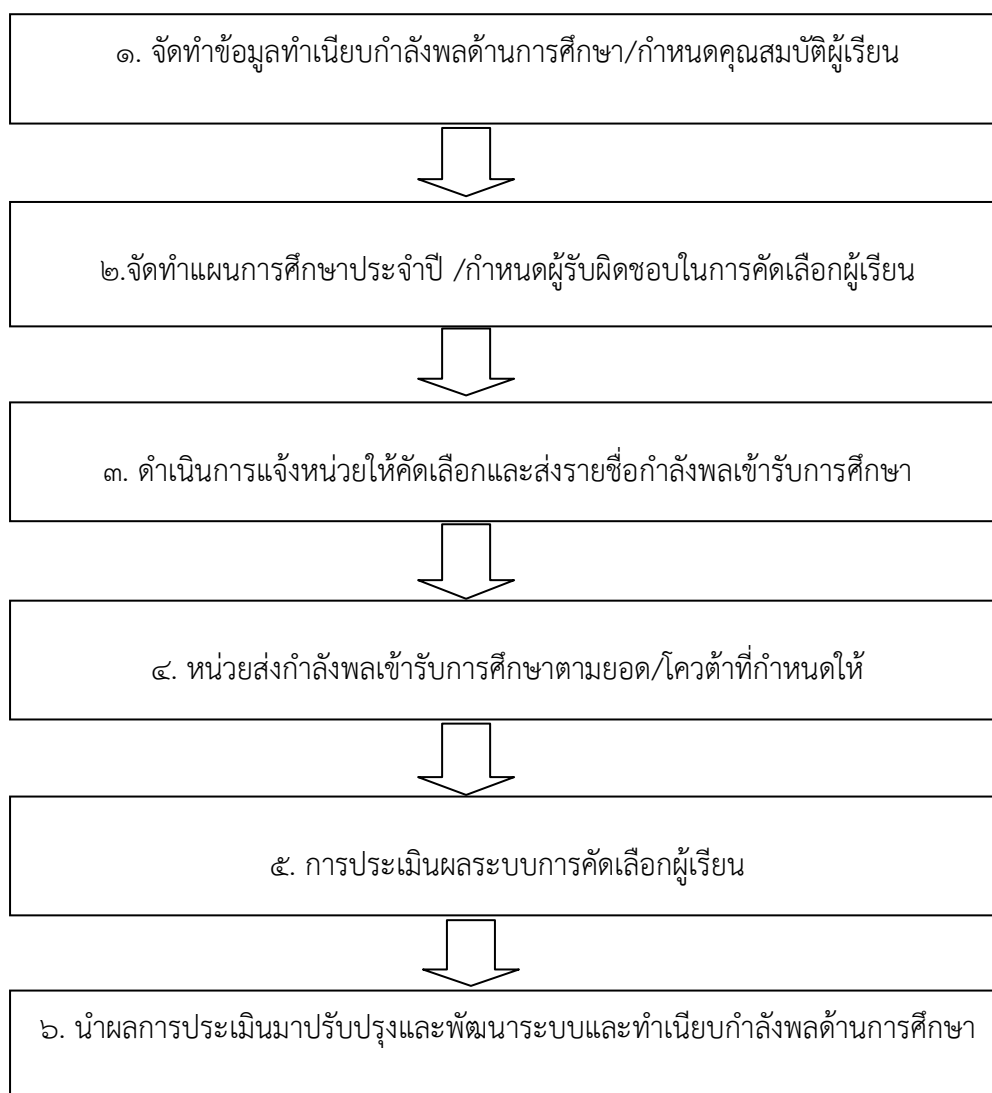 ๑. จัดทำข้อมูลทำเนียบกำลังพลด้านการศึกษา/กำหนดคุณสมบัติผู้เรียน
๒.จัดทำแผนการศึกษาประจำปี /กำหนดผู้รับผิดชอบในการคัดเลือกผู้เรียน
๓. ดำเนินการแจ้งหน่วยให้คัดเลือกและส่งรายชื่อกำลังพลเข้ารับการศึกษา
๔. หน่วยส่งกำลังพลเข้ารับการศึกษาตามยอด/โควต้าที่กำหนดให้
๕. การประเมินผลระบบการคัดเลือกผู้เรียน
๖. นำผลการประเมินมาปรับปรุงและพัฒนาระบบและทำเนียบกำลังพลด้านการศึกษา